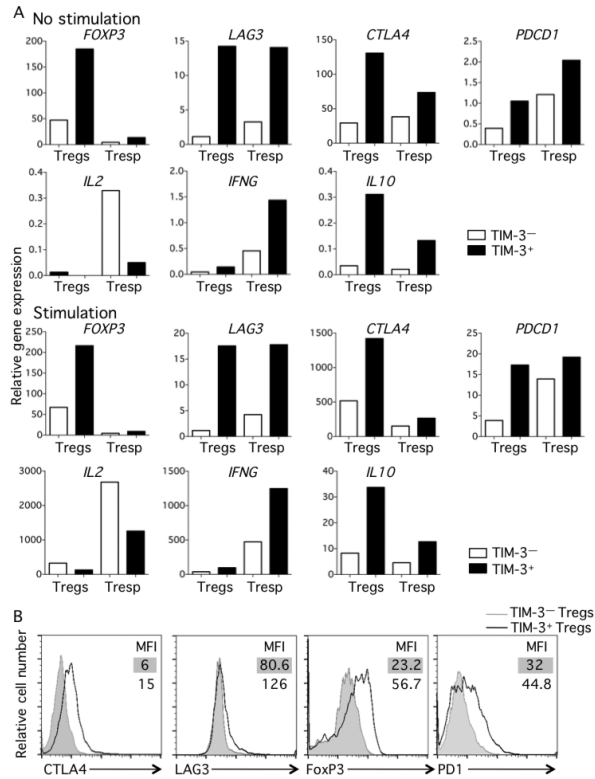 A
No stimulation
FOXP3 LAG3 CTLA4 PDCD1
200 15 150 2.5
150 10 100 2.0
100 5 50 1.5
50 0 0 1.0
0 0.5
0.0
Tregs Tresp Tregs Tresp Tregs Tresp Tregs Tresp
IL2 IFNG IL10
0.4 2.0 0.4
0.3 1.5 0.3
0.2 1.0 0.2
0.1 0.5 0.1
0.0 0.0 0.0
Tregs Tresp Tregs Tresp Tregs Tresp
TIM-3−
TIM-3+
Relative gene expression
Stimulation
FOXP3 LAG3 CTLA4 PDCD1
250 20 1500 25
200 15 1000 20
150 10 500 15
100 5 0 10
50 0 5
0 0
Tregs Tresp Tregs Tresp Tregs Tresp Tregs Tresp
IL2 IFNG IL10
3000 1500 40
2000 1000 30
1000 500 20
0 0 10
0
Tregs Tresp Tregs Tresp Tregs Tresp
TIM-3−
TIM-3+
B
TIM-3− Tregs
TIM-3+ Tregs
Relative cell number
MFI MFI MFI MFI
6 80.6 23.2 32
15 126 56.7 44.8
CTLA4 LAG3 FoxP3 PD1